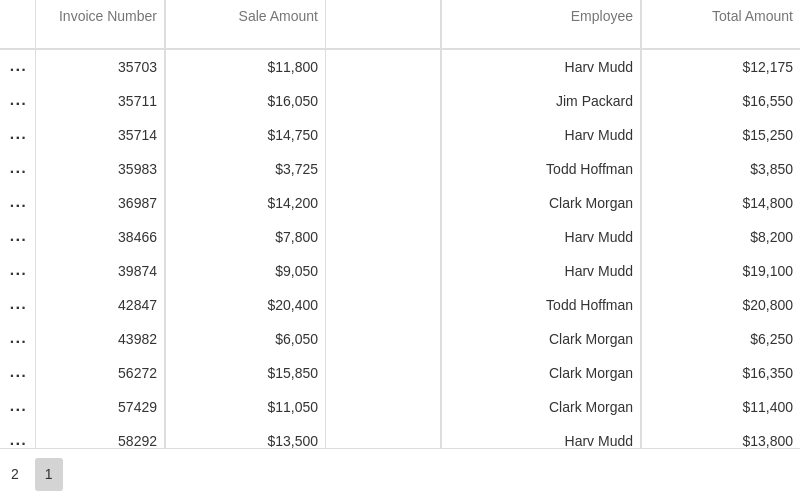 Invoice Number Sale Amount Employee Total Amount
... 35703 $11,800 Harv Mudd $12,175
... 35711 $16,050 Jim Packard $16,550
... 35714 $14,750 Harv Mudd $15,250
... 35983 $3,725 Todd Hoffman $3,850
... 36987 $14,200 Clark Morgan $14,800
... 38466 $7,800 Harv Mudd $8,200
... 39874 $9,050 Harv Mudd $19,100
... 42847 $20,400 Todd Hoffman $20,800
... 43982 $6,050 Clark Morgan $6,250
... 56272 $15,850 Clark Morgan $16,350
... 57429 $11,050 Clark Morgan $11,400
... 58292 $13,500 Harv Mudd $13,800
2 1